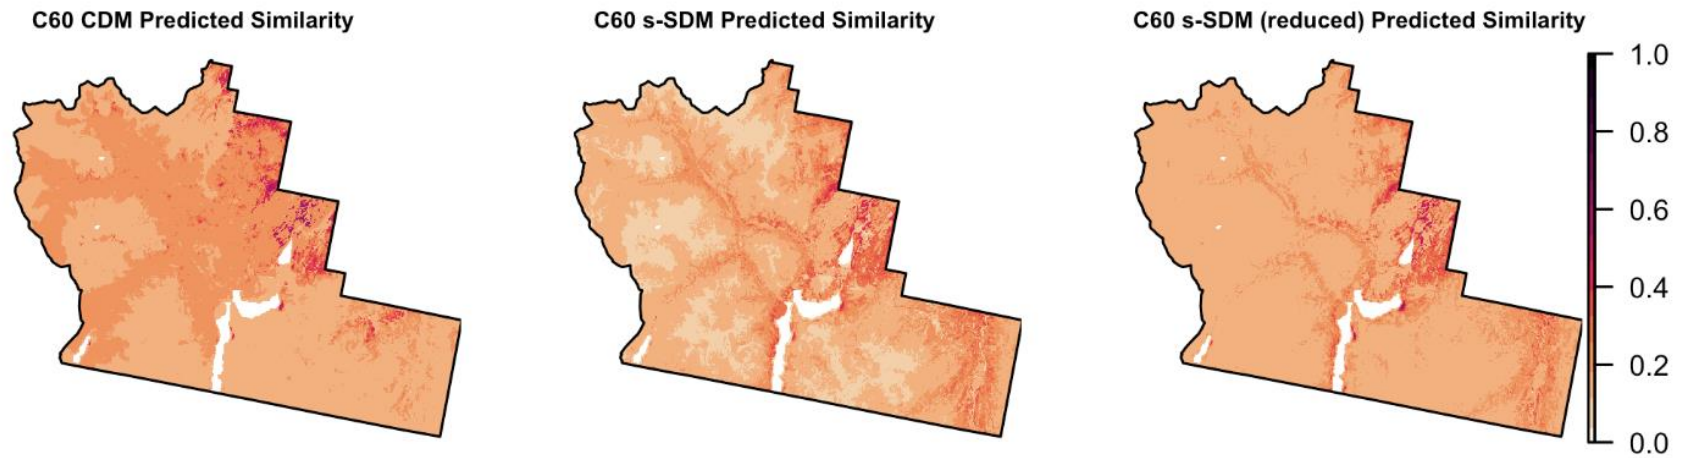 C60 CDM Predicted Similarity
C60 s-SDM Predicted Similarity
C60 s-SDM (reduced) Predicted Similarity
1.0
0.8
0.6
0.4
0.2
0.0